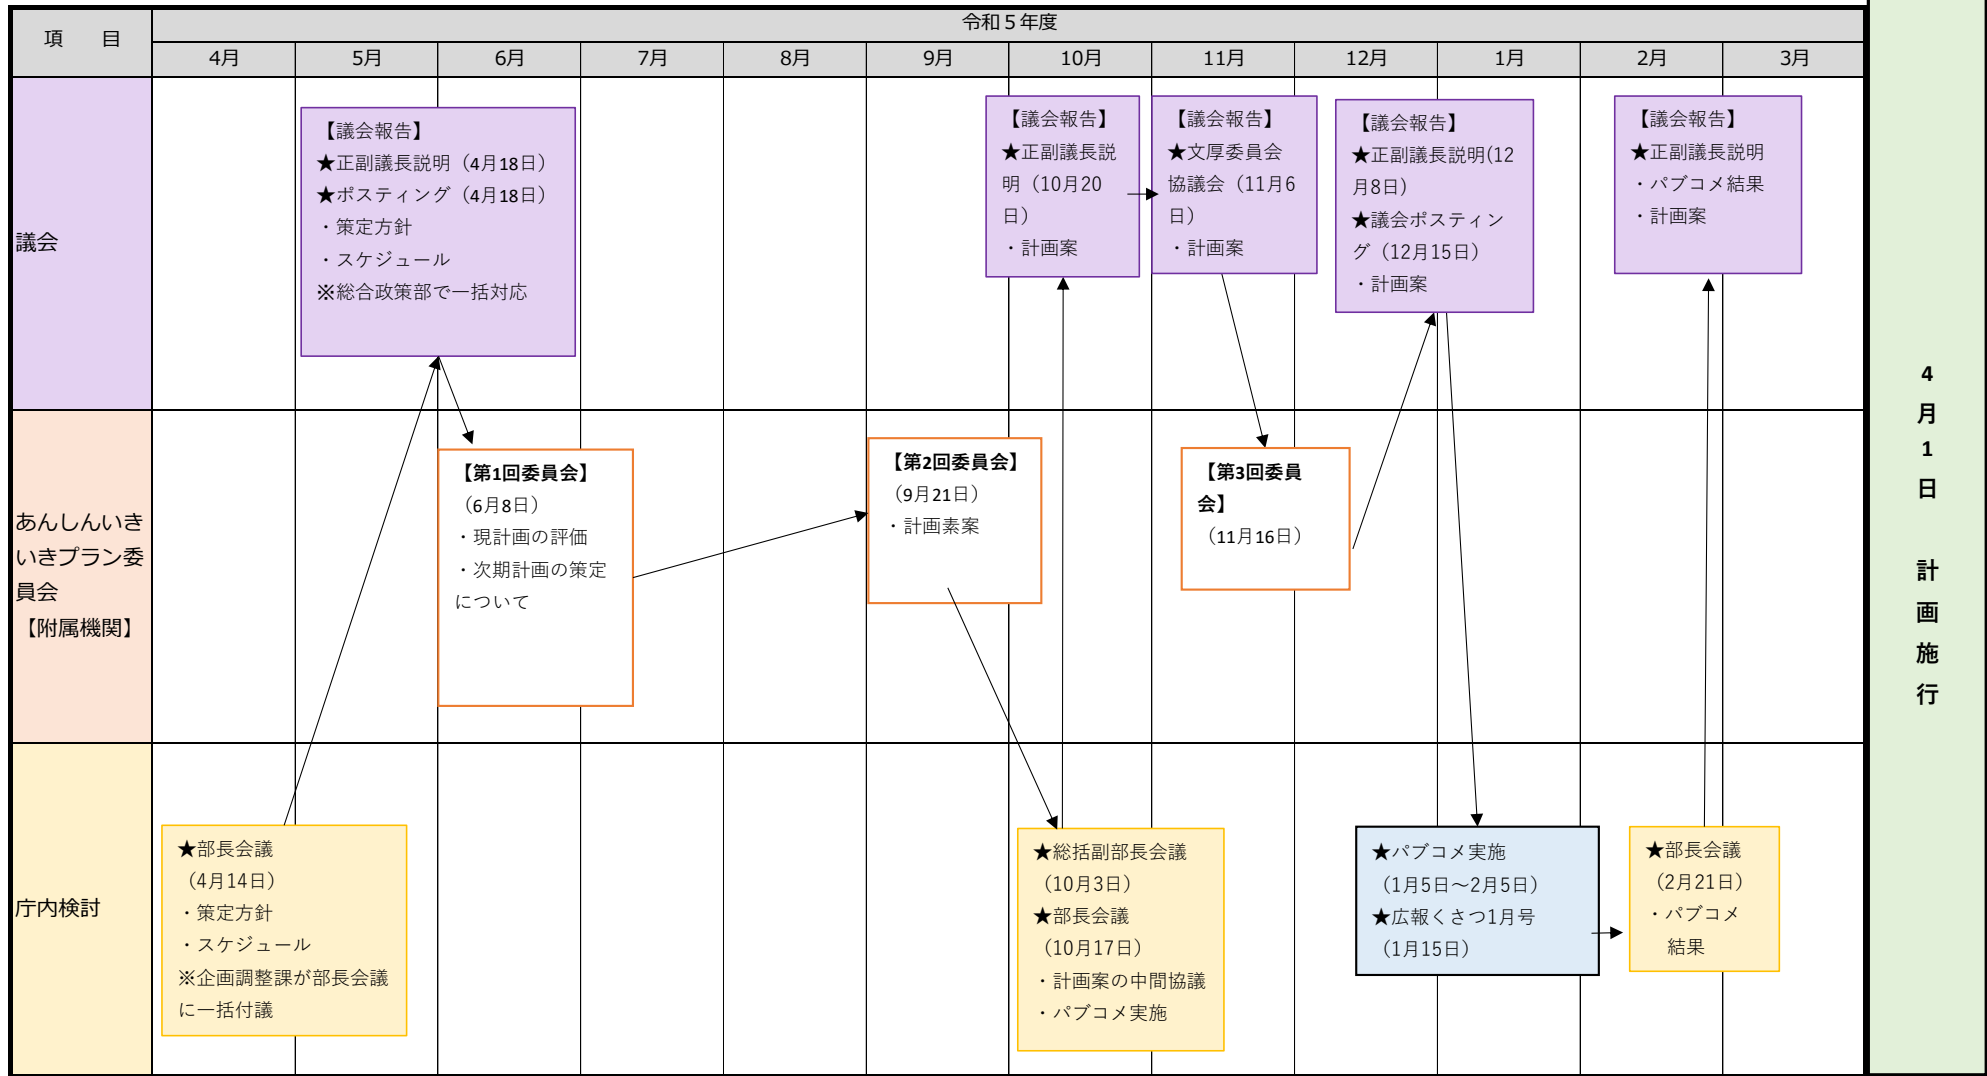 項　目
令和５年度
4月
5月
6月
7月
8月
9月
10月
11月
12月
1月
2月
3月
議会
【議会報告】
★正副議長説明（4月18日）
★ポスティング（4月18日）
・策定方針
・スケジュール
※総合政策部で一括対応
【議会報告】
★正副議長説
明（10月20
日）
・計画案
【議会報告】
★文厚委員会
協議会（11月6
日）
・計画案
【議会報告】
★正副議長説明(12
月8日)
★議会ポスティン
グ（12月15日）
・計画案
【議会報告】
★正副議長説明
・パブコメ結果
・計画案
あんしんいき
いきプラン委
員会
【附属機関】
【第1回委員会】
（6月8日）
・現計画の評価
・次期計画の策定
について
【第2回委員会】
（9月21日）
・計画素案
【第3回委員
会】
（11月16日）
庁内検討
★部長会議
（4月14日）
・策定方針
・スケジュール
※企画調整課が部長会議
に一括付議
★総括副部長会議
（10月3日）
★部長会議
（10月17日）
・計画案の中間協議
・パブコメ実施
★パブコメ実施
（1月5日～2月5日）
★広報くさつ1月号
（1月15日）
★部長会議
（2月21日）
・パブコメ
結果
4月1日　計画施行